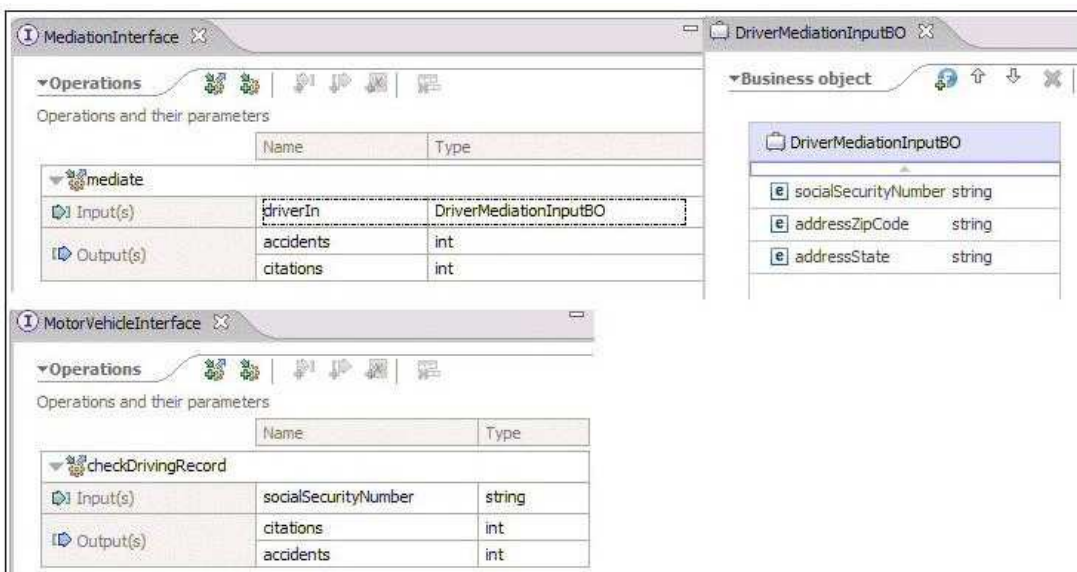 MediationInterface
Operations
Operations and their parameters
Name Type
mediate
Input(s) driverIn DriverMediationInputBO
Output(s) accidents int
citations int
DriverMediationInputBO
Business object
DriverMediationInputBO
e socialSecurityNumber string
e addressZipCode string
e addressState string
MotorVehicleInterface
Operations
Operations and their parameters
Name Type
checkDrivingRecord
Input(s) socialSecurityNumber string
Output(s) citations int
accidents int